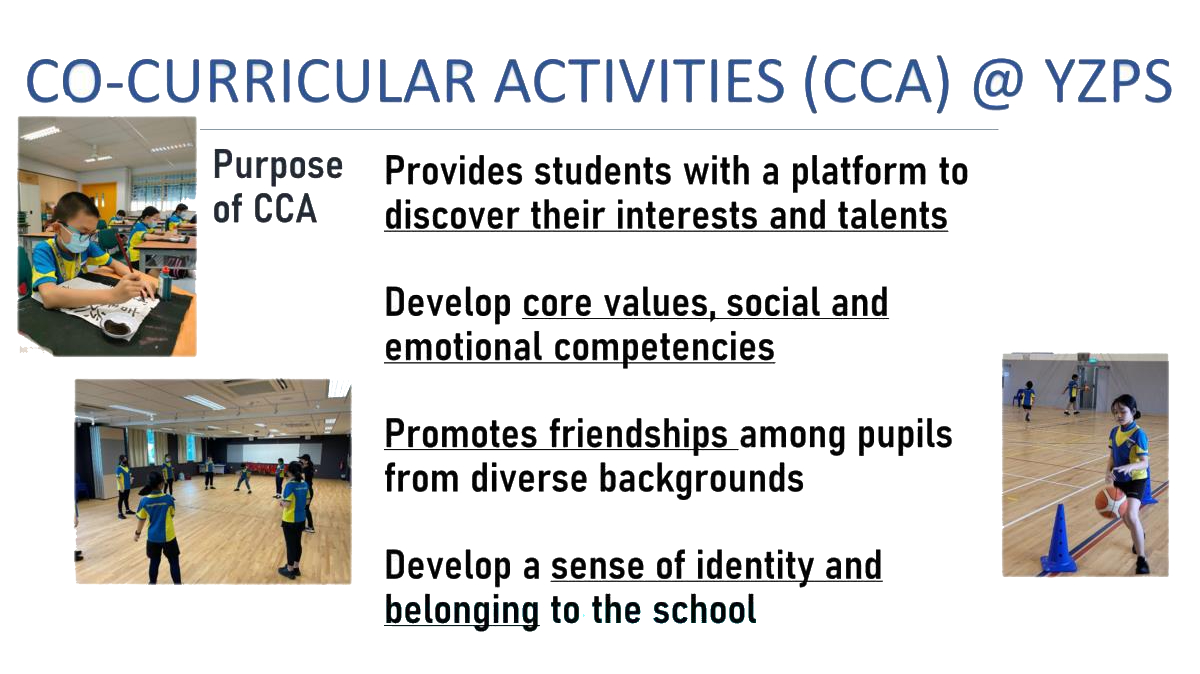 CO-CURRICULAR ACTIVITIES (CCA) @ YZPS
Purpose
of CCA
Provides students with a platform to
discover their interests and talents
Develop core values, social and
emotional competencies
Promotes friendships among pupils
from diverse backgrounds
Develop a sense of identity and
belonging to the school